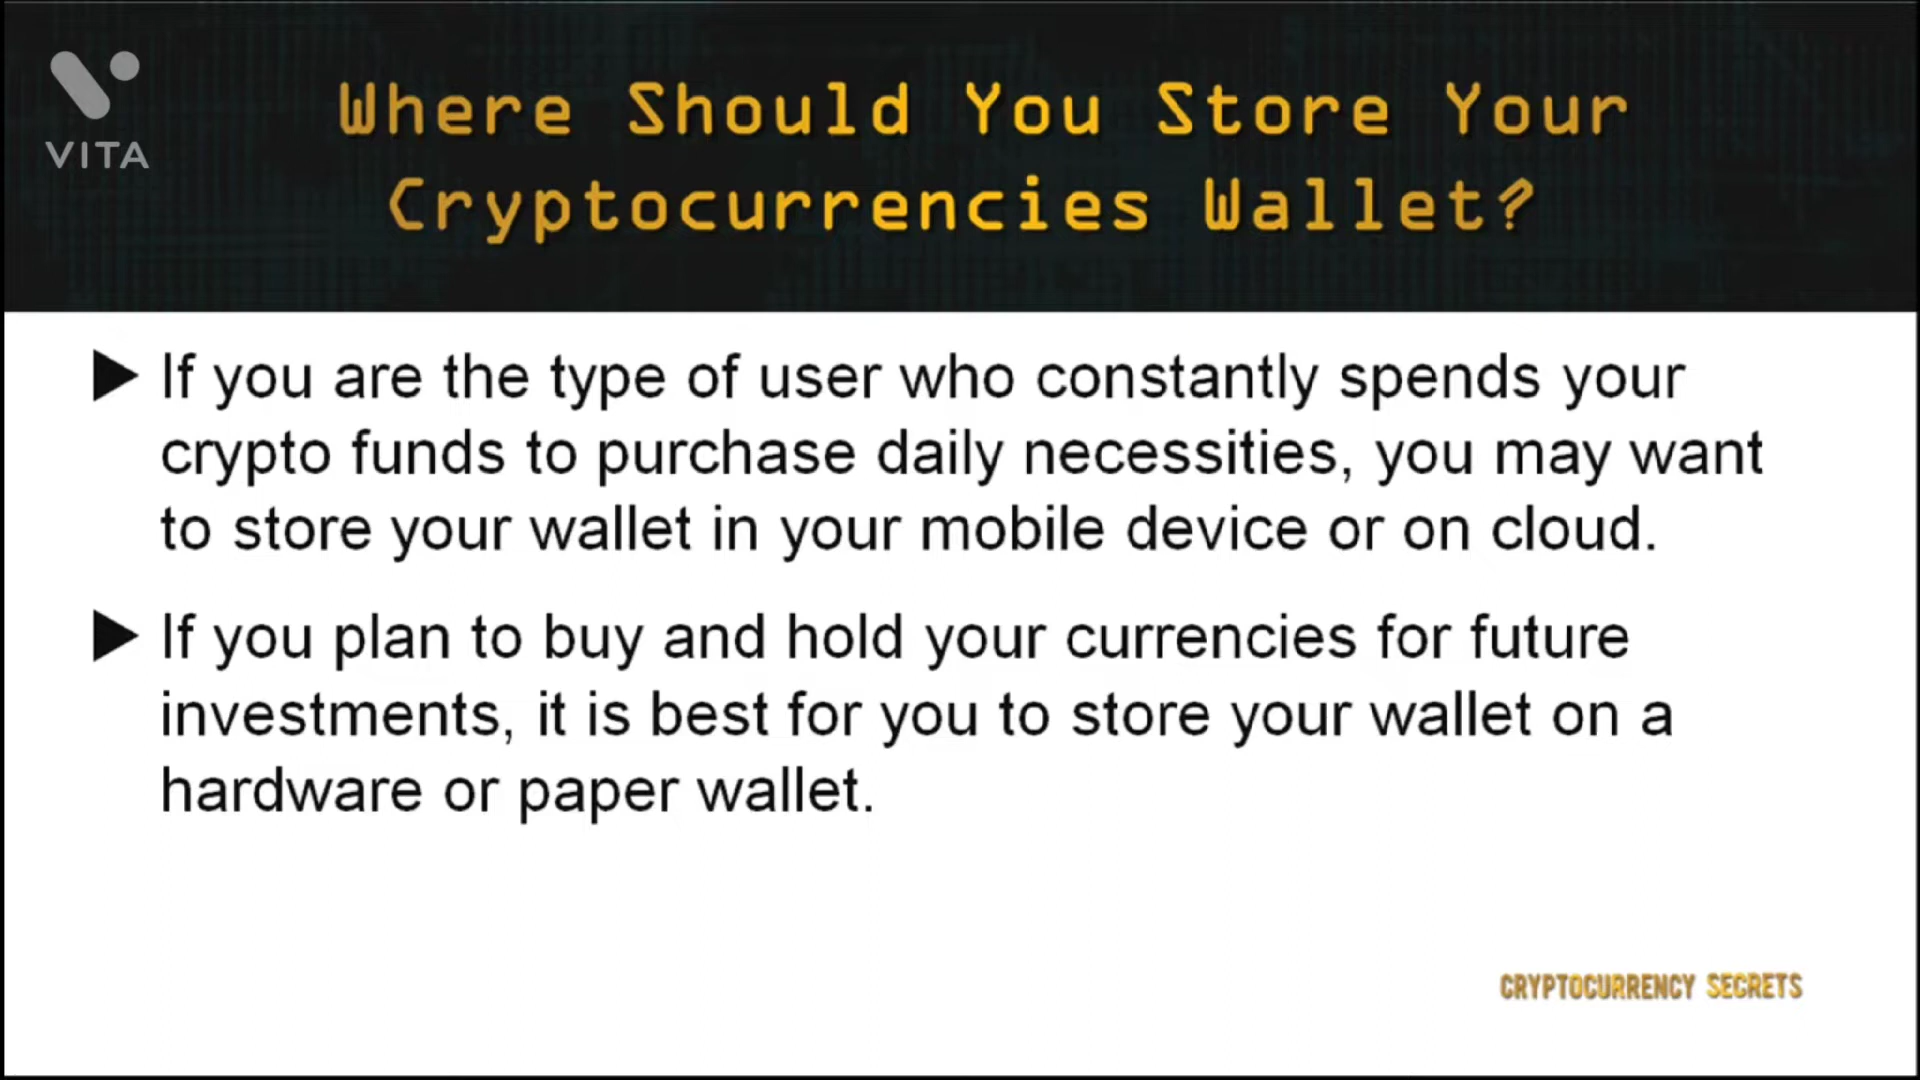 VITA
Where Should You Store Your
Cryptocurrencies Wallet?
If you are the type of user who constantly spends your
crypto funds to purchase daily necessities, you may want
to store your wallet in your mobile device or on cloud.
If you plan to buy and hold your currencies for future
investments, it is best for you to store your wallet on a
hardware or paper wallet.
CRYPTOCURRENCY SECRETS